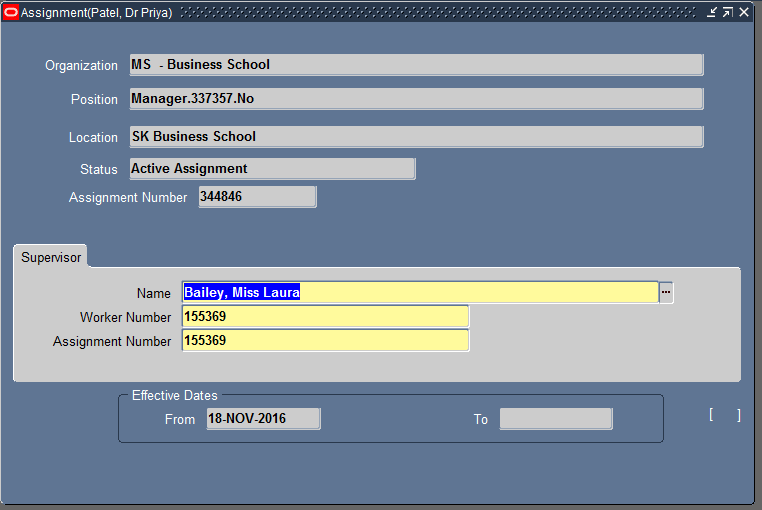 Assignment(Patel, Dr Priya)
Organization MS - Business School
Position Manager.337357.No
Location SK Business School
Status Active Assignment
Assignment Number 344846
Supervisor
Name Bailey, Miss Laura ...
Worker Number 155369
Assignment Number 155369
Effective Dates
From 18-NOV-2016 To [ ]